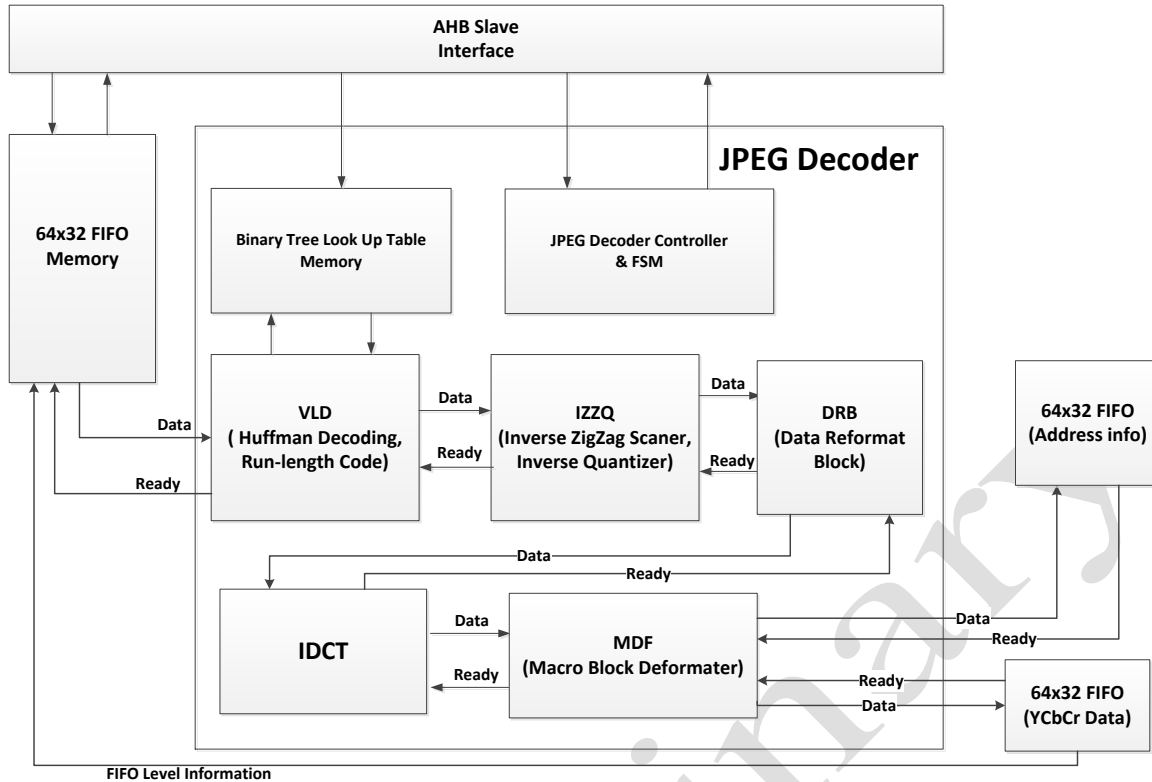 AHB Slave
Interface
JPEG Decoder
64x32 FIFO
Memory
Binary Tree Look Up Table
Memory
JPEG Decoder Controller
& FSM
Data
Ready
VLD
( Huffman Decoding,
Run-length Code)
Data
Ready
IZZQ
(Inverse ZigZag Scaner,
Inverse Quantizer)
Data
Ready
DRB
(Data Reformat
Block)
64x32 FIFO
(Address info)
Data
Ready
IDCT
Data
Ready
MDF
(Macro Block Deformater)
Data
Ready
Ready
Data
64x32 FIFO
(YCbCr Data)
FIFO Level Information
inary